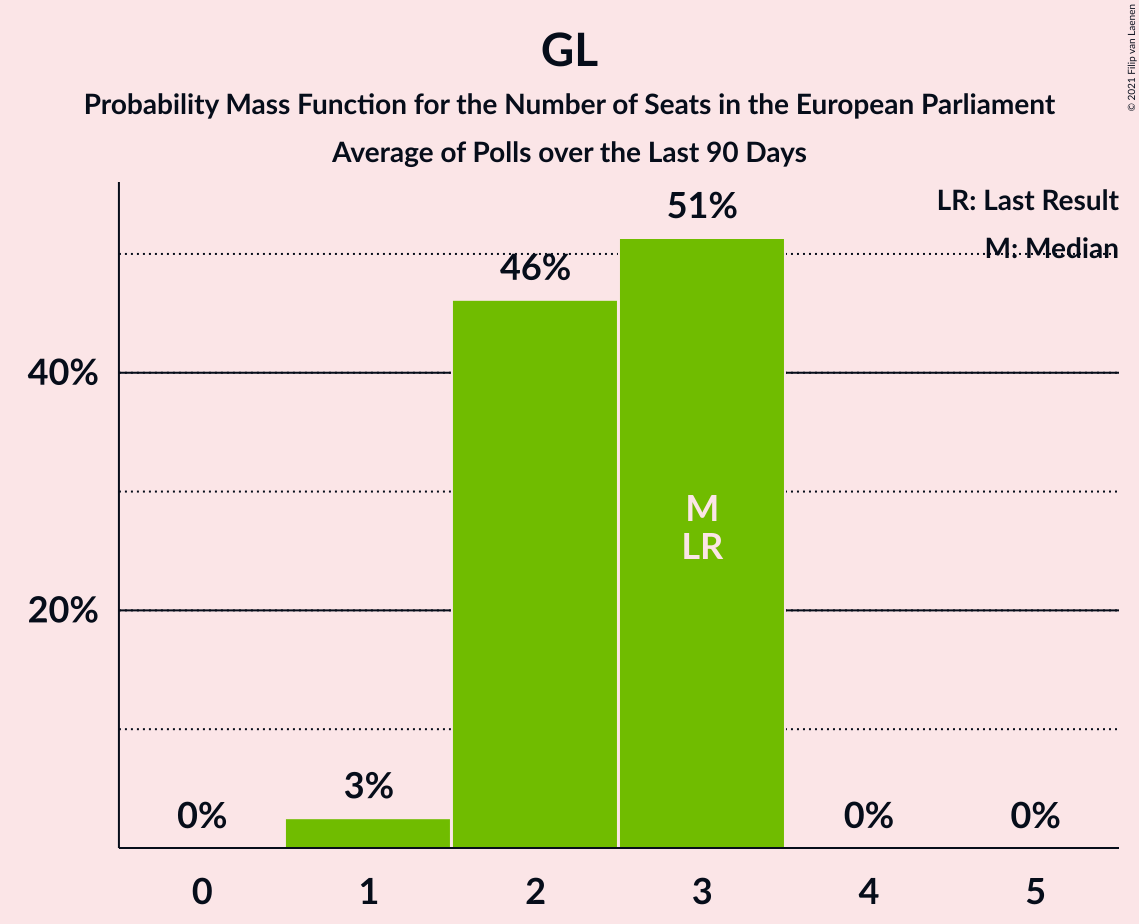 GL
Probability Mass Function for the Number of Seats in the European Parliament
Average of Polls over the Last 90 Days
© 2021 Filip van Laenen
LR: Last Result
M: Median
51%
46%
40%
M
LR
20%
3%
0%
0%
0%
0
1
2
3
4
5